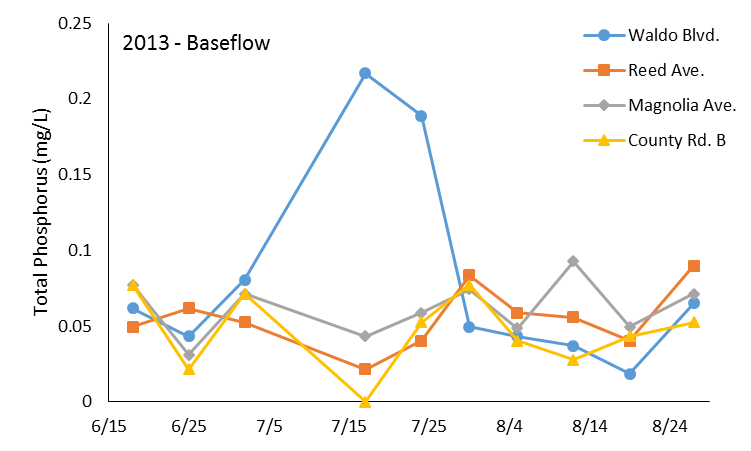 2013 - Baseflow
Waldo Blvd.
Reed Ave.
Magnolia Ave.
County Rd. B
Total Phosphorus (mg/L)
0.25
0.2
0.15
0.1
0.05
0
6/15 6/25 7/5 7/15 7/25 8/4 8/14 8/24